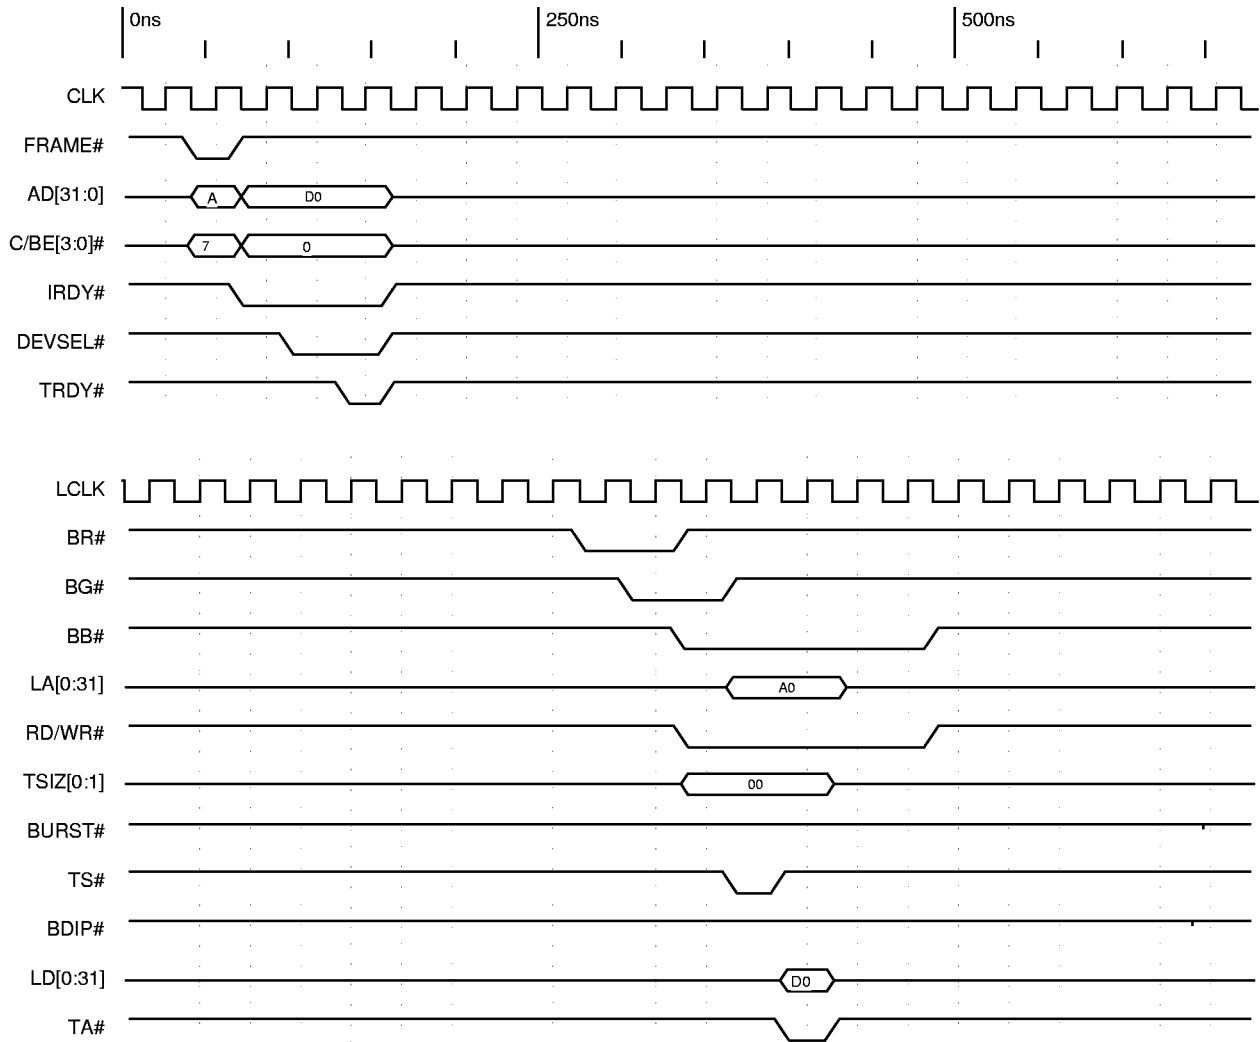 0ns 250ns 500ns
CLK
FRAME#
AD[31:0] A D0
C/BE[3:0]# 7 0
IRDY#
DEVSEL#
TRDY#
LCLK
BR#
BG#
BB#
LA[0:31] A0
RD/WR#
TSIZ[0:1] 00
BURST#
TS#
BDIP#
LD[0:31] D0
TA#